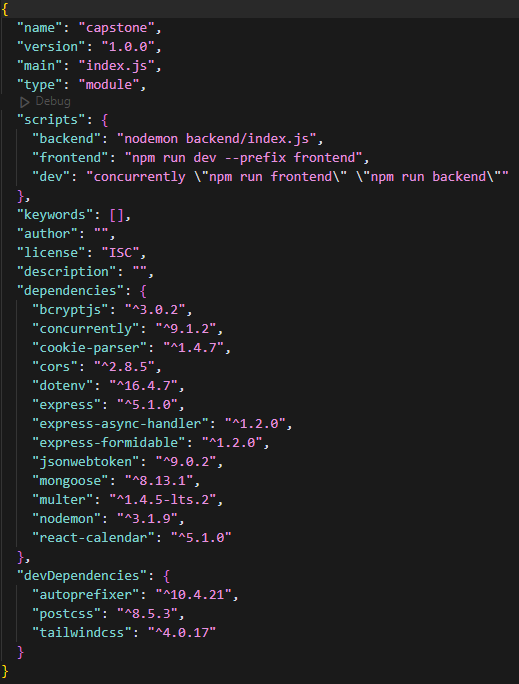 {
  "name": "capstone",
  "version": "1.0.0",
  "main": "index.js",
  "type": "module",
  Debug
  "scripts": {
    "backend": "nodemon backend/index.js",
    "frontend": "npm run dev --prefix frontend",
    "dev": "concurrently \"npm run frontend\" \"npm run backend\""
  },
  "keywords": [],
  "author": "",
  "license": "ISC",
  "description": "",
  "dependencies": {
    "bcryptjs": "^3.0.2",
    "concurrently": "^9.1.2",
    "cookie-parser": "^1.4.7",
    "cors": "^2.8.5",
    "dotenv": "^16.4.7",
    "express": "^5.1.0",
    "express-async-handler": "^1.2.0",
    "express-formidable": "^1.2.0",
    "jsonwebtoken": "^9.0.2",
    "mongoose": "^8.13.1",
    "multer": "^1.4.5-lts.2",
    "nodemon": "^3.1.9",
    "react-calendar": "^5.1.0"
  },
  "devDependencies": {
    "autoprefixer": "^10.4.21",
    "postcss": "^8.5.3",
    "tailwindcss": "^4.0.17"
  }
}